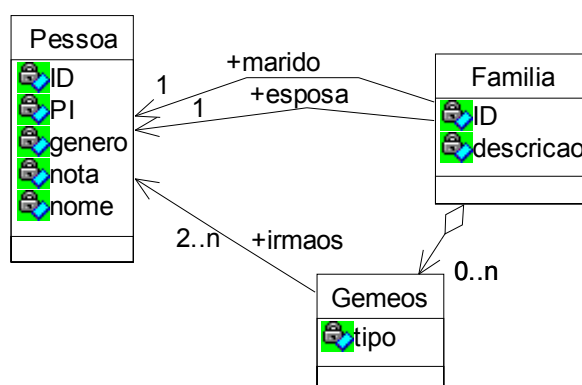 Pessoa
ID
PI
genero
nota
nome
1
+marido
1
+esposa
Familia
ID
descricao
2..n
+irmaos
0..n
Gemeos
tipo